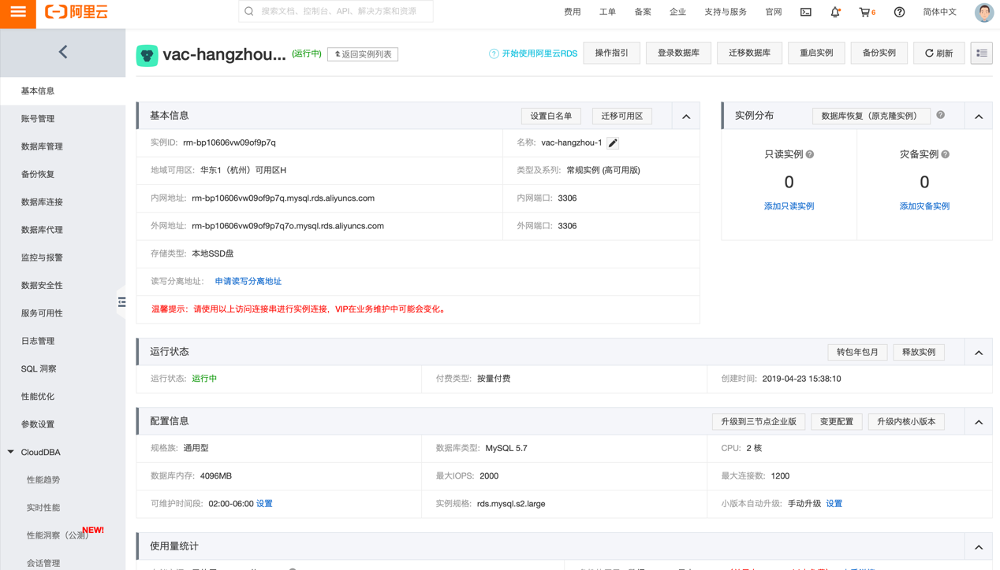 阿里云
搜索文档、控制台、API、解决方案和资源
费用 工单 备案 企业 支持与服务 官网 6 简体中文
vac-hangzhou... (运行中) 返回实例列表
开始使用阿里云RDS 操作指引 登录数据库 迁移数据库 重启实例 备份实例 刷新
基本信息
账号管理
数据库管理
备份恢复
数据库连接
数据库代理
监控与报警
数据安全性
服务可用性
日志管理
SQL 洞察
性能优化
参数设置
CloudDBA
性能趋势
实时性能
性能洞察（公测） NEW!
会话管理
基本信息 设置白名单 迁移可用区
实例ID: rm-bp10606vw09of9p7q 名称: vac-hangzhou-1
地域可用区: 华东1（杭州）可用区H 类型及系列: 常规实例 (高可用版)
内网地址: rm-bp10606vw09of9p7q.mysql.rds.aliyuncs.com 内网端口: 3306
外网地址: rm-bp10606vw09of9p7q7o.mysql.rds.aliyuncs.com 外网端口: 3306
存储类型: 本地SSD盘
读写分离地址: 申请读写分离地址
温馨提示：请使用以上访问连接串进行实例连接，VIP在业务维护中可能会变化。
实例分布 数据库恢复（原克隆实例）
只读实例 灾备实例
0 0
添加只读实例 添加灾备实例
运行状态 转包年包月 释放实例
运行状态: 运行中 付费类型: 按量付费 创建时间: 2019-04-23 15:38:10
配置信息 升级到三节点企业版 变更配置 升级内核小版本
规格族: 通用型 数据库类型: MySQL 5.7 CPU: 2 核
数据库内存: 4096MB 最大IOPS: 2000 最大连接数: 1200
可维护时间段: 02:00-06:00 设置 实例规格: rds.mysql.s2.large 小版本自动升级: 手动升级 设置
使用量统计